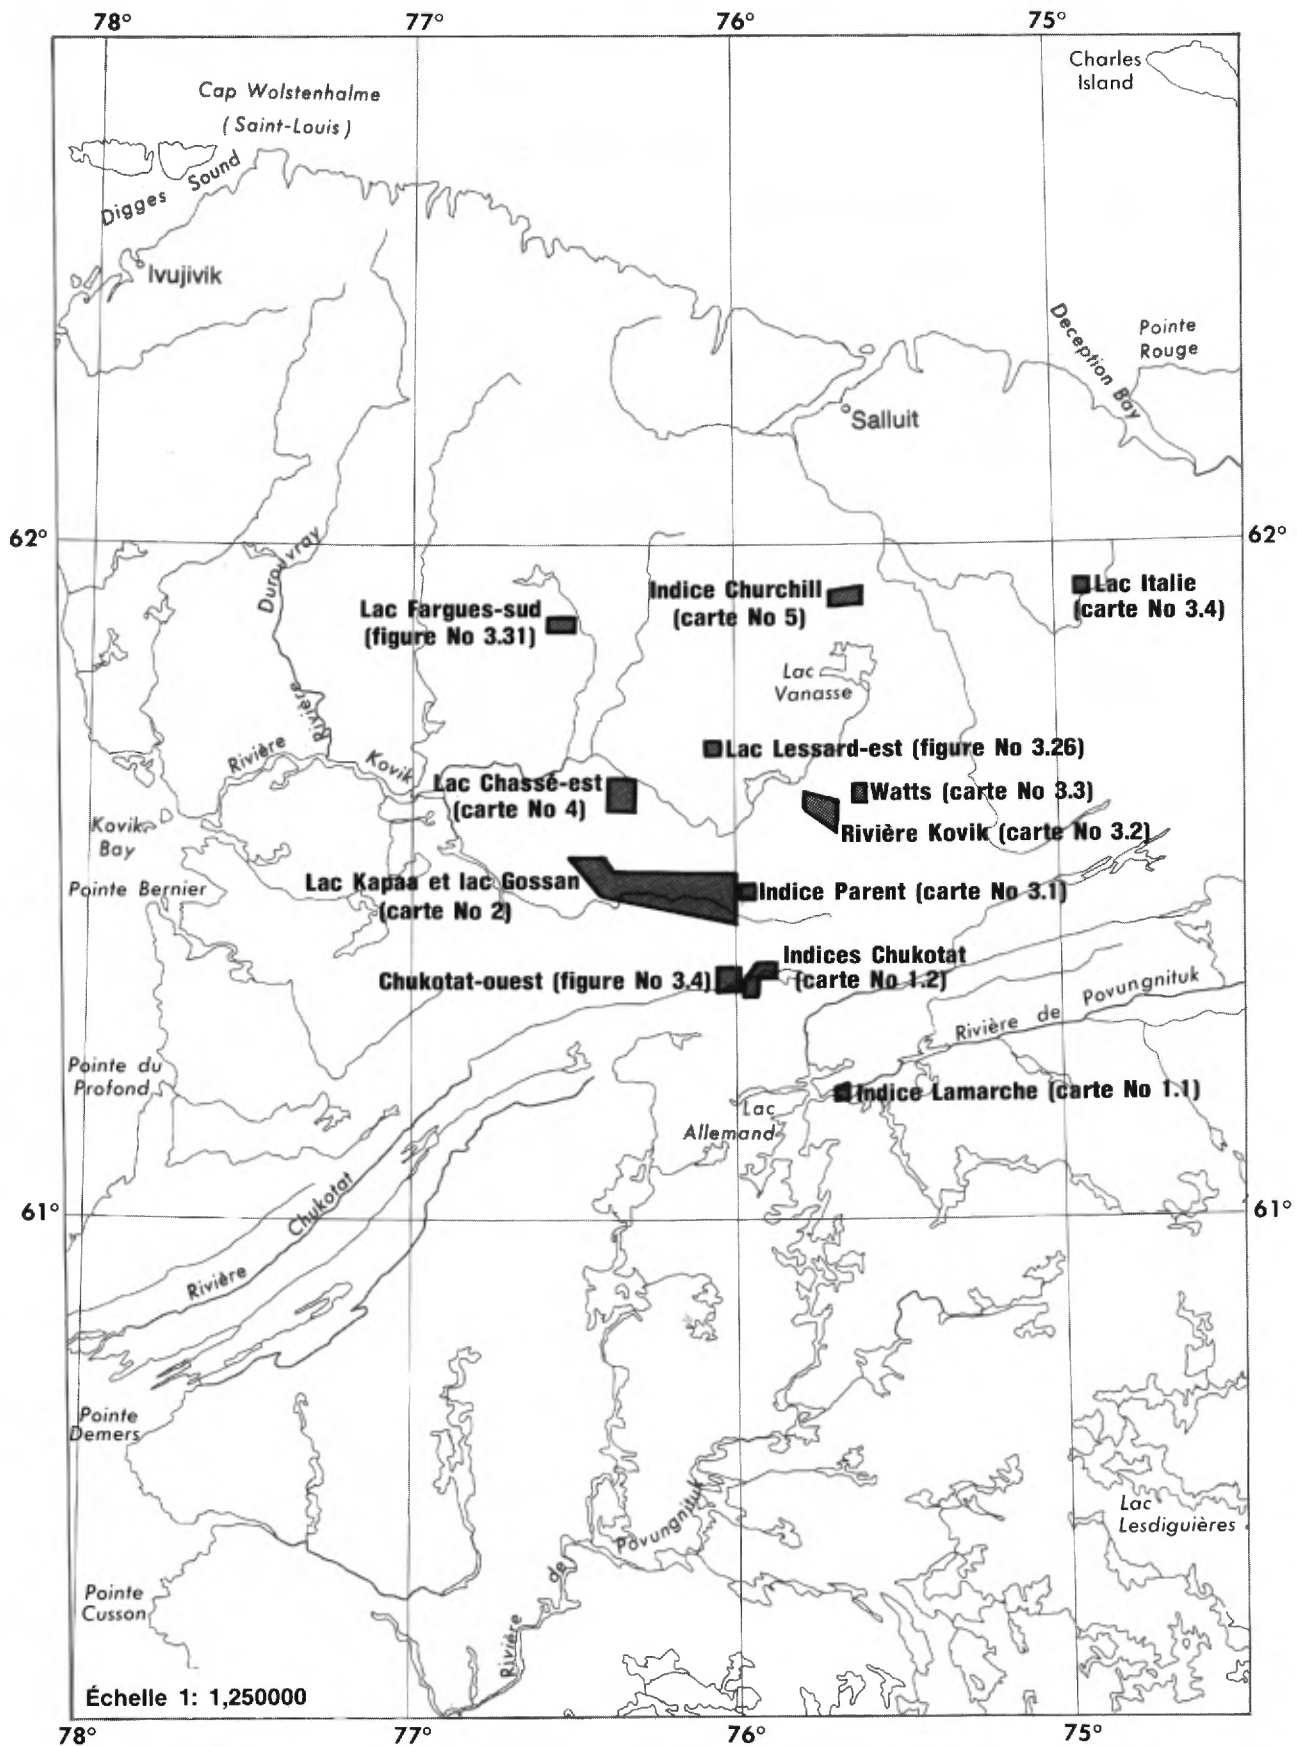 78° 77° 76° 75°
Charles
Island
Cap Wolstenhalme
(Saint-Louis)
Digges Sound
Ivujivik
Deception Bay
Pointe
Rouge
Salluit
62° 62°
Durouvray
Rivière
Lac Fargues-sud
(figure No 3.31)
Indice Churchill
(carte No 5)
Lac Italie
(carte No 3.4)
Lac
Vanasse
Rivière Kovik
Lac Lessard-est (figure No 3.26)
Lac Chassé-est
(carte No 4)
Watts (carte No 3.3)
Rivière Kovik (carte No 3.2)
Kovik
Bay
Pointe Bernier
Lac Kapaa et lac Gossan
(carte No 2)
Indice Parent (carte No 3.1)
Indices Chukotat
(carte No 1.2)
Chukotat-ouest (figure No 3.4)
Rivière de Povungnituk
Pointe du
Profond
Indice Lamarche (carte No 1.1)
Lac
Allemand
61° 61°
Rivière Chukotat
Pointe
Demers
Lac
Lesdiguières
Rivière de Povungnituk
Pointe
Cusson
Échelle 1: 1,250000
78° 77° 76° 75°